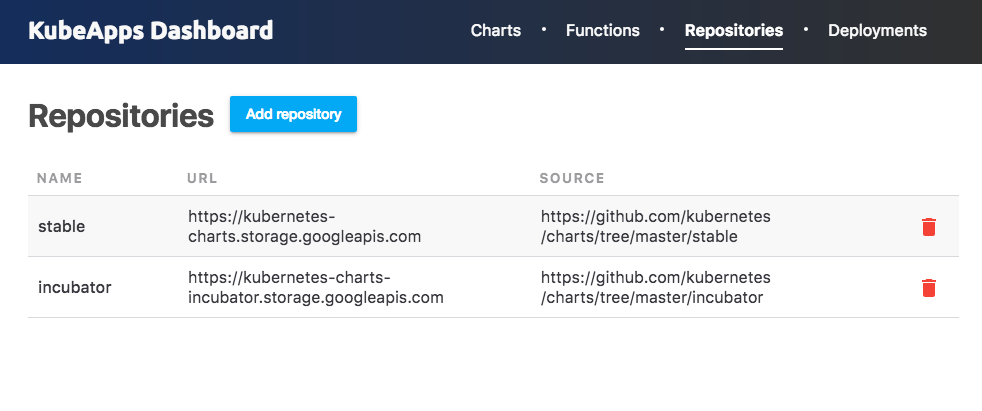 KubeApps Dashboard
Charts • Functions • Repositories • Deployments
Repositories Add repository
NAME URL SOURCE
stable https://kubernetes- https://github.com/kubernetes
charts.storage.googleapis.com /charts/tree/master/stable
incubator https://kubernetes-charts- https://github.com/kubernetes
incubator.storage.googleapis.com /charts/tree/master/incubator